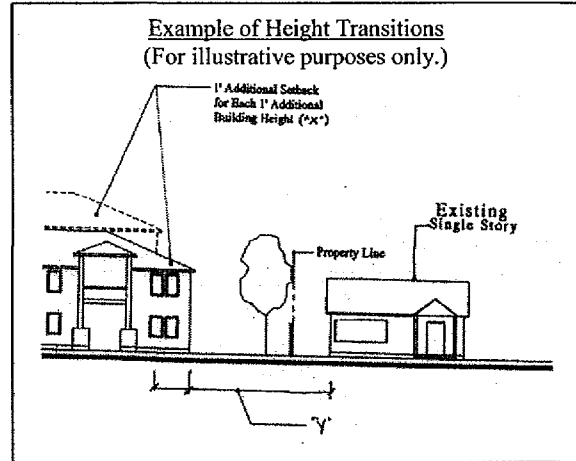 Example of Height Transitions
(For illustrative purposes only.)
1' Additional Setback
for Each 1' Additional
Building Height ("X")
Existing
Single Story
Property Line
"Y"